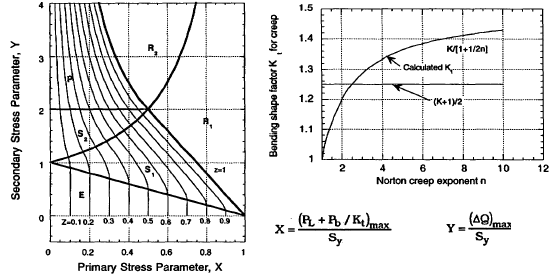 Secondary Stress Parameter, Y
4
3
2
1
0
P
R2
R1
S2
S1
E
z=1
Z=0.1 0.2 0.3 0.4 0.5 0.6 0.7 0.8 0.9
0 0.2 0.4 0.6 0.8 1
Primary Stress Parameter, X
Bending shape factor K t for creep
1.5
1.4
1.3
1.2
1.1
1
K/[1+1/2n]
Calculated Kt
(K+1)/2
2 4 6 8 10
Norton creep exponent n
X = (PL + Pb / Kt)max / Sy
Y = (ΔQ)max / Sy